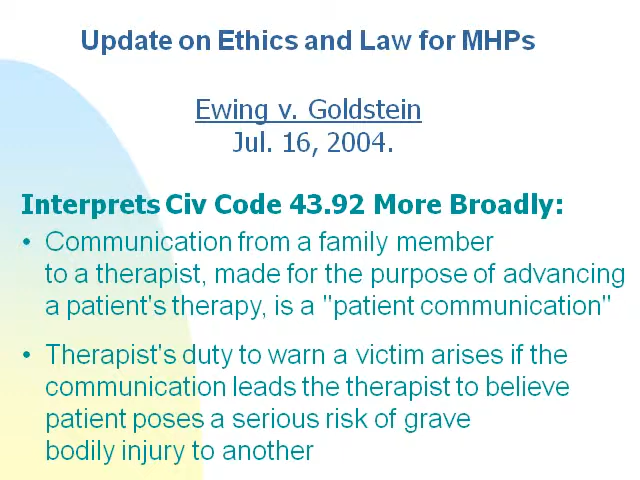 Update on Ethics and Law for MHPs
Ewing v. Goldstein
Jul. 16, 2004.
Interprets Civ Code 43.92 More Broadly:
• Communication from a family member
to a therapist, made for the purpose of advancing
a patient's therapy, is a "patient communication"
• Therapist's duty to warn a victim arises if the
communication leads the therapist to believe
patient poses a serious risk of grave
bodily injury to another